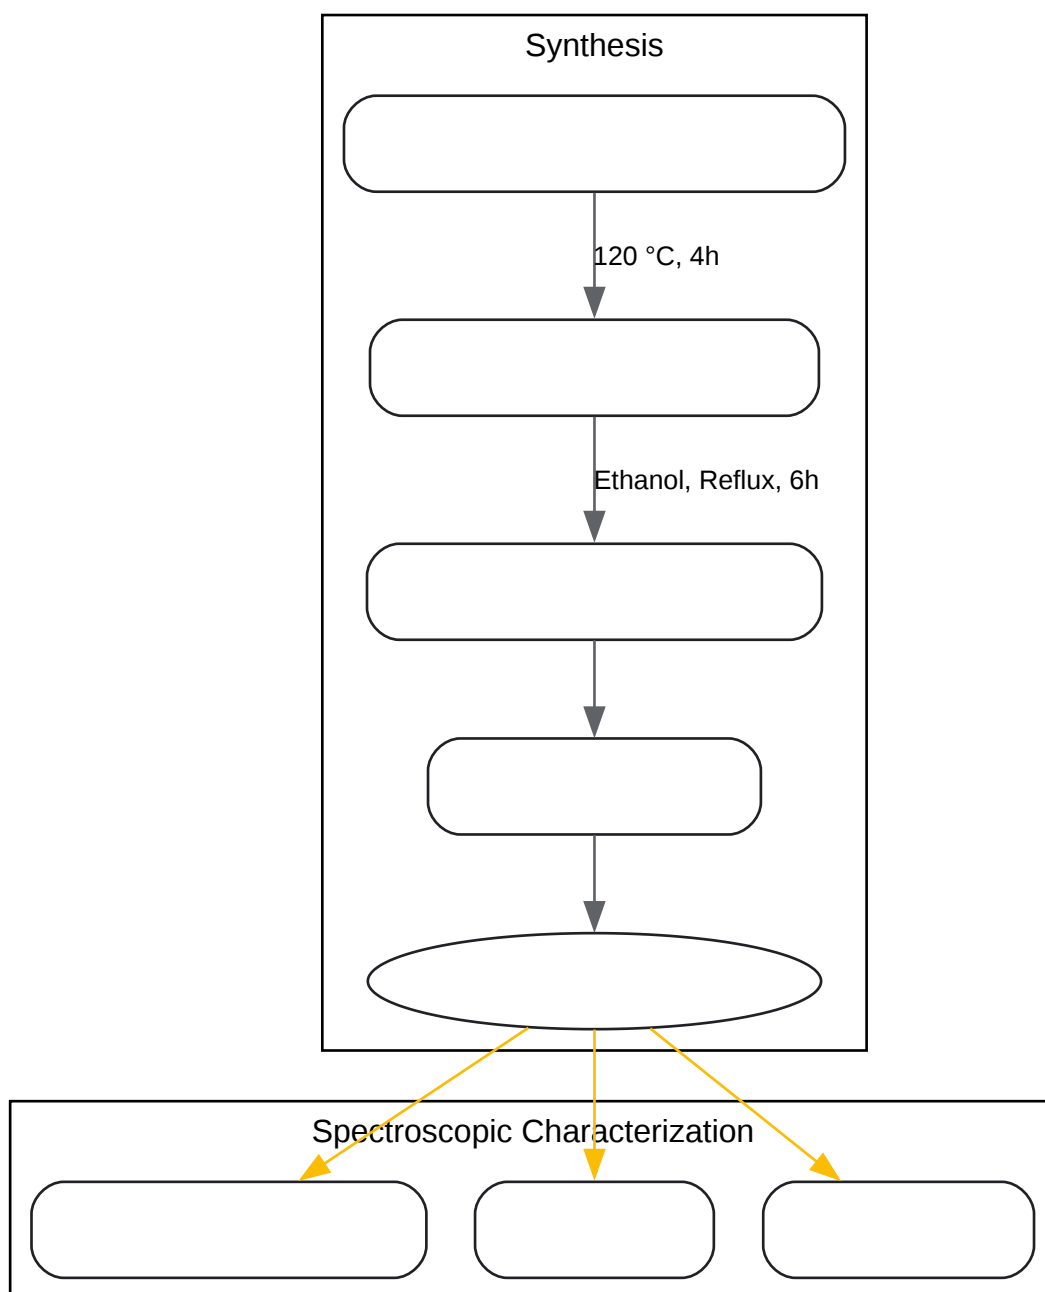 Synthesis
120 °C, 4h
Ethanol, Reflux, 6h
Spectroscopic Characterization